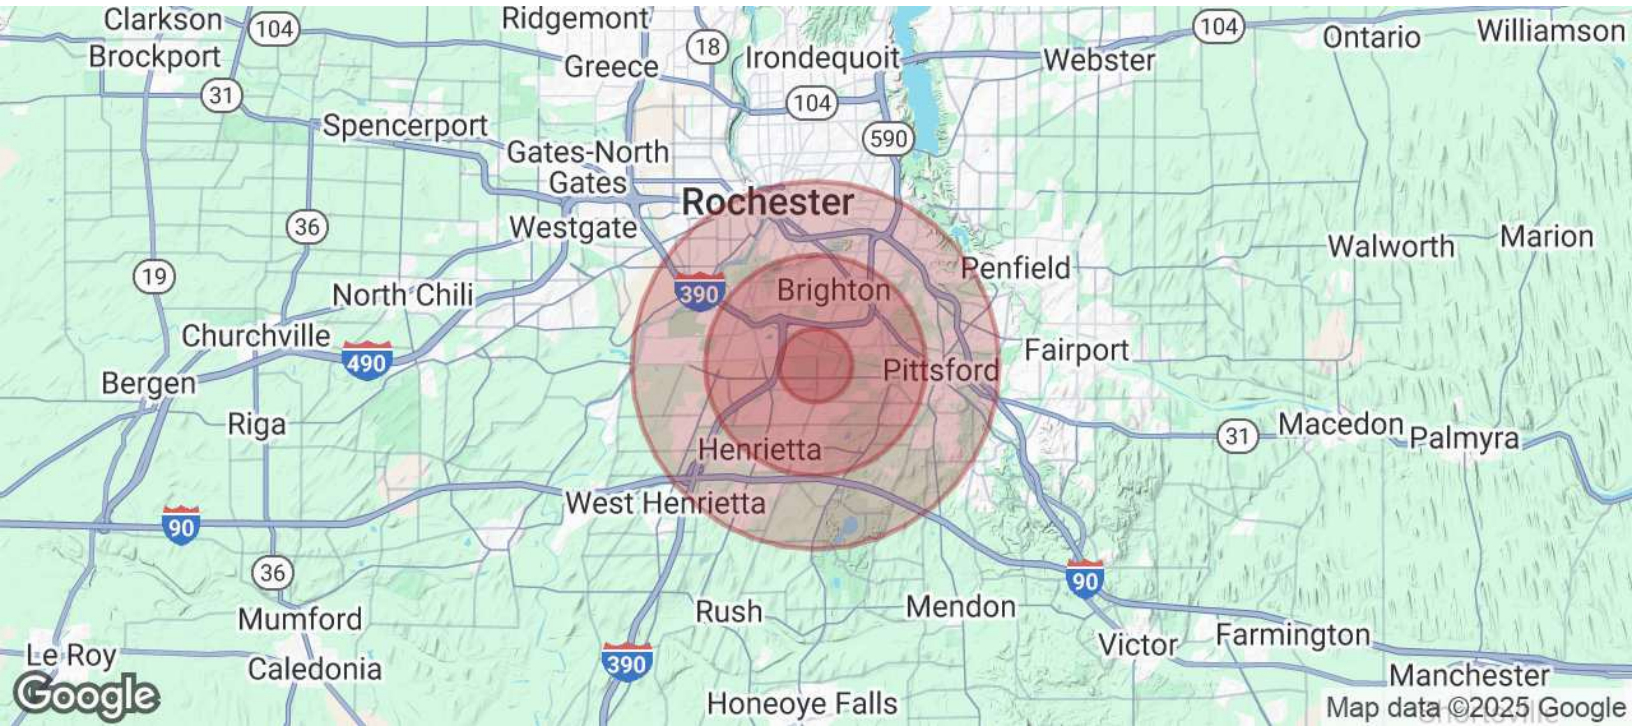 Clarkson
104
Ridgemont
18
Irondequoit
104
Ontario
Williamson
Brockport
Greece
Webster
31
104
Spencerport
590
Gates-North
Gates
Rochester
36
Westgate
Walworth
Marion
19
Penfield
North Chili
390
Brighton
Churchville
490
Fairport
Bergen
Pittsford
Riga
31
Macedon
Palmyra
Henrietta
West Henrietta
90
36
90
Mumford
Rush
Mendon
Victor
Farmington
Le Roy
Caledonia
390
Manchester
Google
Honeoye Falls
Map data ©2025 Google